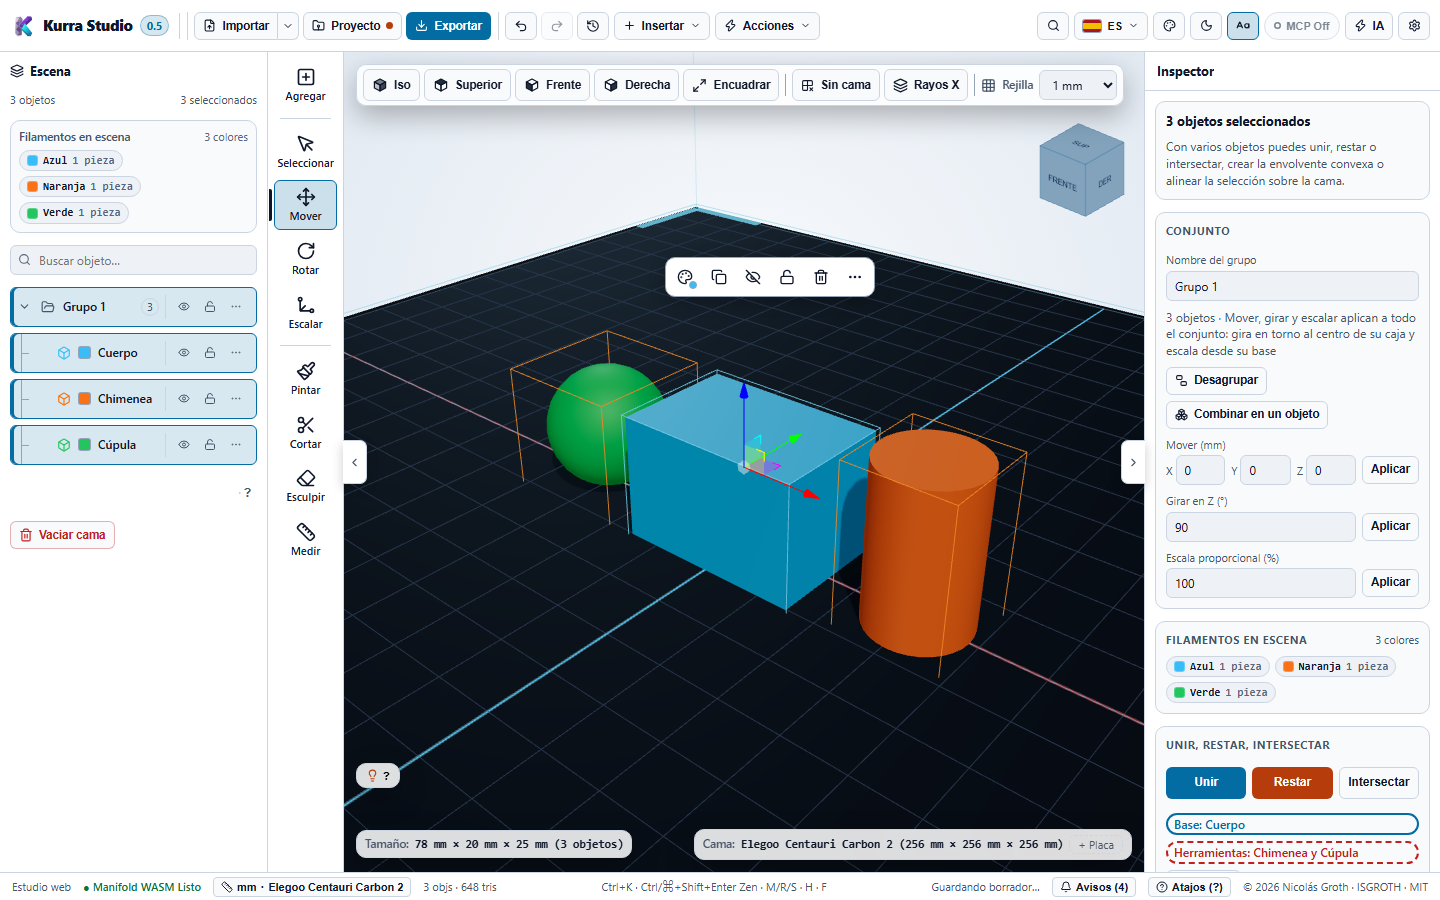 Kurra Studio 0.5 Importar Proyecto Exportar Insertar Acciones ES Aa MCP Off IA
Escena
3 objetos 3 seleccionados
Filamentos en escena 3 colores
Azul 1 pieza
Naranja 1 pieza
Verde 1 pieza
Buscar objeto...
Grupo 1 3
Cuerpo
Chimenea
Cúpula
?
Vaciar cama
Agregar
Seleccionar
Mover
Rotar
Escalar
Pintar
Cortar
Esculpir
Medir
Iso Superior Frente Derecha Encuadrar Sin cama Rayos X Rejilla 1 mm
SUP
FRENTE DER
?
Tamaño: 78 mm × 20 mm × 25 mm (3 objetos)
Cama: Elegoo Centauri Carbon 2 (256 mm × 256 mm × 256 mm) + Placa
Inspector
3 objetos seleccionados
Con varios objetos puedes unir, restar o
intersectar, crear la envolvente convexa o
alinear la selección sobre la cama.
CONJUNTO
Nombre del grupo
Grupo 1
3 objetos · Mover, girar y escalar aplican a todo
el conjunto: gira en torno al centro de su caja y
escala desde su base
Desagrupar
Combinar en un objeto
Mover (mm)
X 0 Y 0 Z 0 Aplicar
Girar en Z (°)
90 Aplicar
Escala proporcional (%)
100 Aplicar
FILAMENTOS EN ESCENA 3 colores
Azul 1 pieza Naranja 1 pieza
Verde 1 pieza
UNIR, RESTAR, INTERSECTAR
Unir Restar Intersectar
Base: Cuerpo
Herramientas: Chimenea y Cúpula
Estudio web Manifold WASM Listo mm · Elegoo Centauri Carbon 2 3 objs · 648 tris Ctrl+K · Ctrl/⌘+Shift+Enter Zen · M/R/S · H · F Guardando borrador... Avisos (4) Atajos (?) © 2026 Nicolás Groth · ISGROTH · MIT